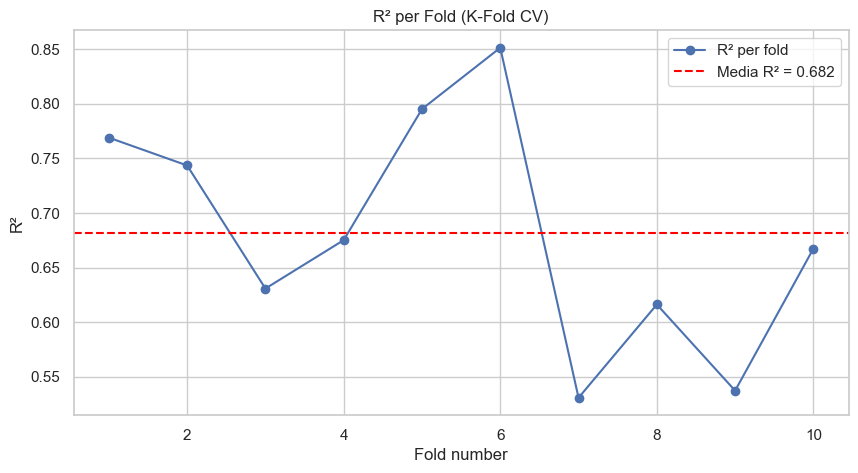 R² per Fold (K-Fold CV)
R² per fold
Media R² = 0.682
0.85
0.80
0.75
0.70
0.65
0.60
0.55
R²
2 4 6 8 10
Fold number